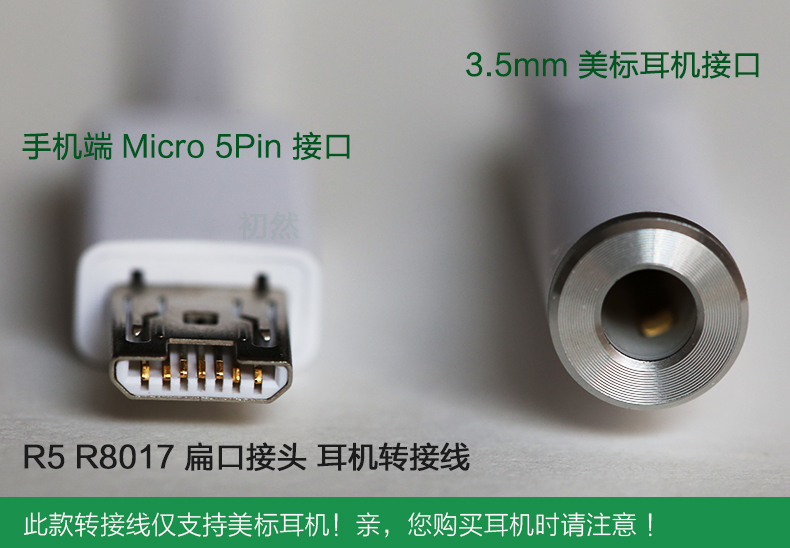 3.5mm 美标耳机接口
手机端 Micro 5Pin 接口
初然
R5 R8017 扁口接头 耳机转接线
此款转接线仅支持美标耳机！亲，您购买耳机时请注意！